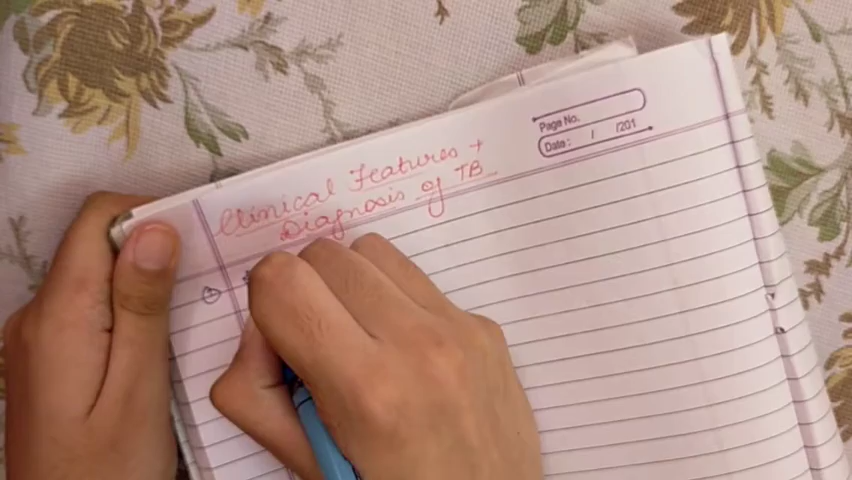 Page No.
Date : / /201
Clinical Features +
Diagnosis of TB